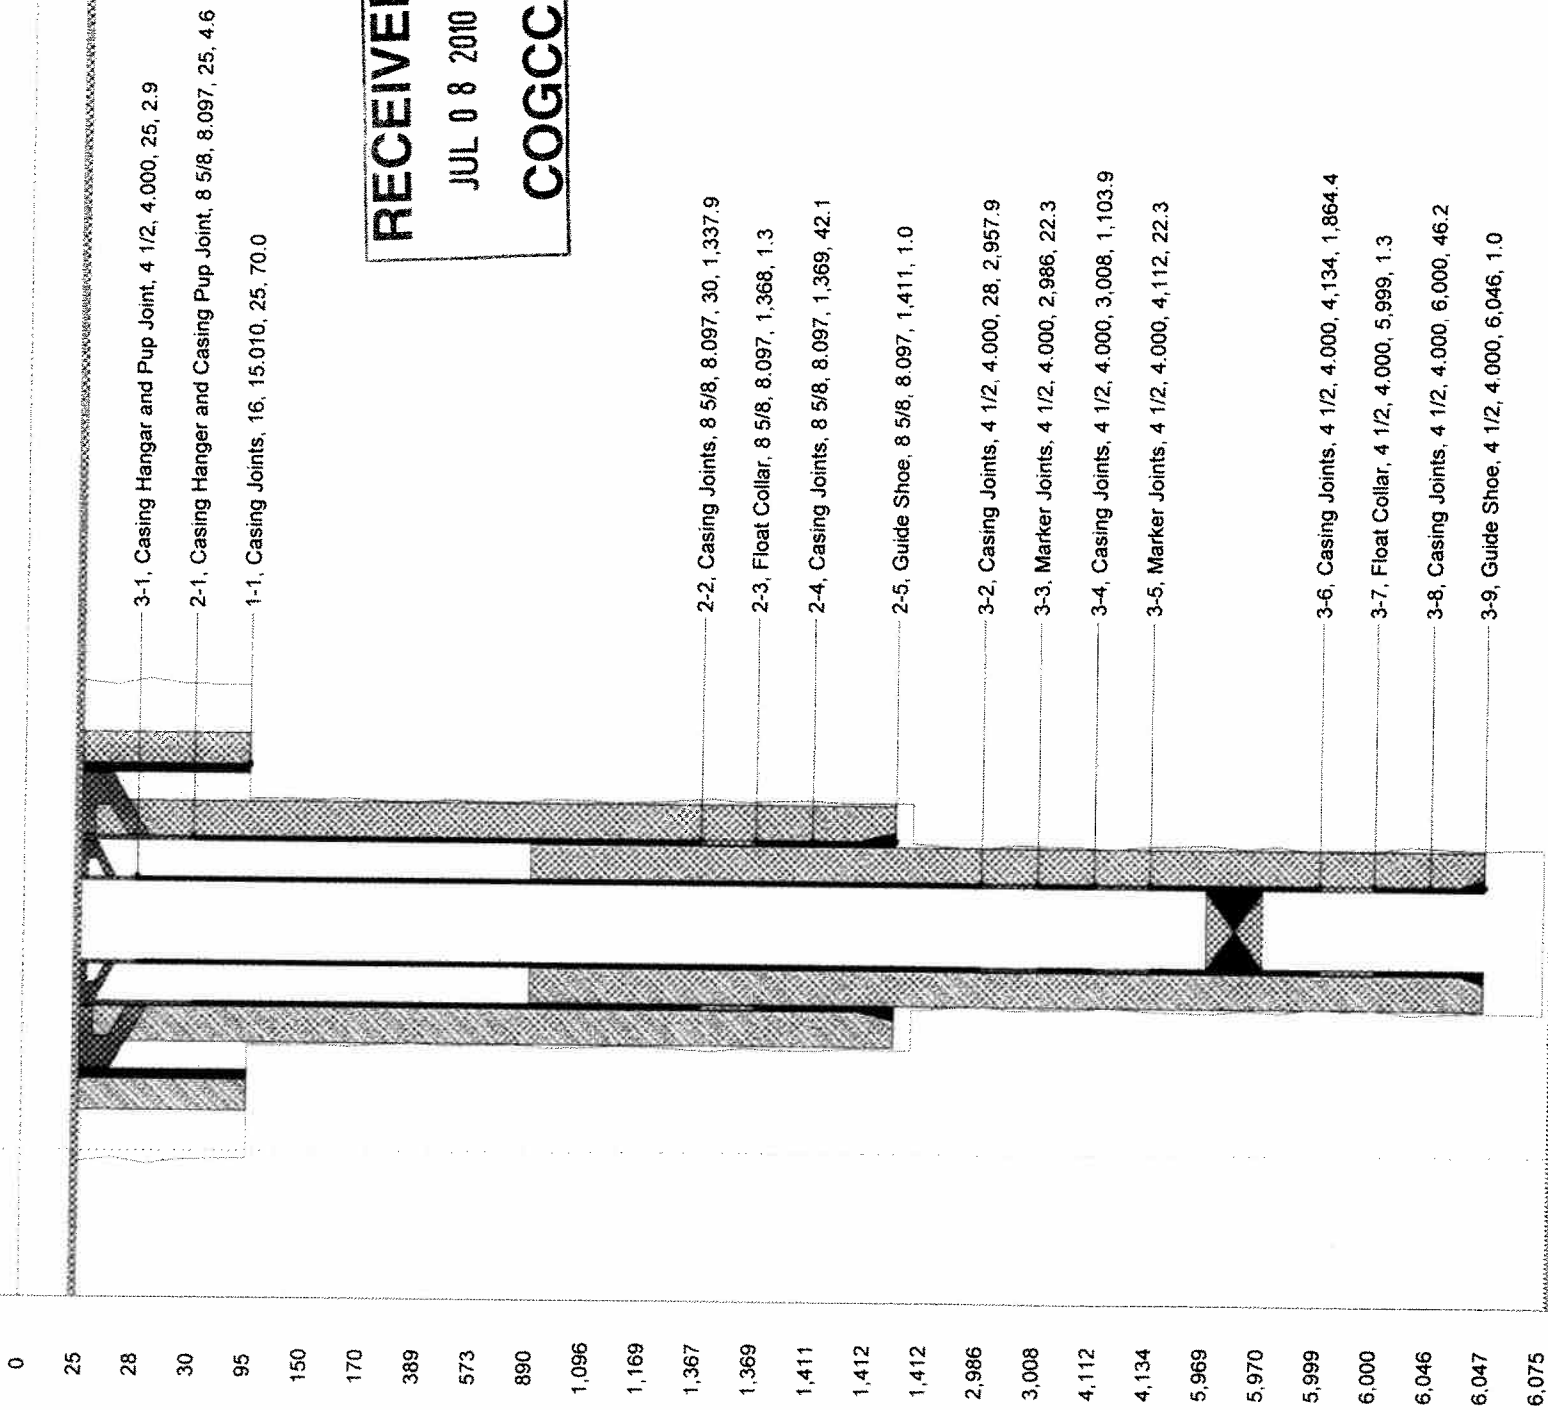 0
25
28
30
95
150
170
389
573
890
1,096
1,169
1,367
1,369
1,411
1,412
1,412
2,986
3,008
4,112
4,134
5,969
5,970
5,999
6,000
6,046
6,047
6,075
3-1, Casing Hangar and Pup Joint, 4 1/2, 4.000, 25, 2.9
2-1, Casing Hanger and Casing Pup Joint, 8 5/8, 8.097, 25, 4.6
1-1, Casing Joints, 16, 15.010, 25, 70.0
2-2, Casing Joints, 8 5/8, 8.097, 30, 1,337.9
2-3, Float Collar, 8 5/8, 8.097, 1,368, 1.3
2-4, Casing Joints, 8 5/8, 8.097, 1,369, 42.1
2-5, Guide Shoe, 8 5/8, 8.097, 1,411, 1.0
3-2, Casing Joints, 4 1/2, 4.000, 28, 2,957.9
3-3, Marker Joints, 4 1/2, 4.000, 2,986, 22.3
3-4, Casing Joints, 4 1/2, 4.000, 3,008, 1,103.9
3-5, Marker Joints, 4 1/2, 4.000, 4,112, 22.3
3-6, Casing Joints, 4 1/2, 4.000, 4,134, 1,864.4
3-7, Float Collar, 4 1/2, 4.000, 5,999, 1.3
3-8, Casing Joints, 4 1/2, 4.000, 6,000, 46.2
3-9, Guide Shoe, 4 1/2, 4.000, 6,046, 1.0
RECEIVE
JUL 08 2010
COGCC